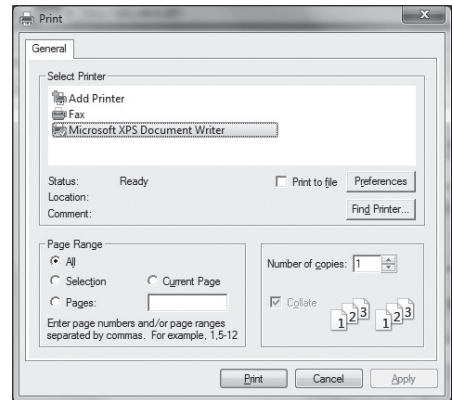 Print
General
Select Printer
Add Printer
Fax
Microsoft XPS Document Writer
Status: Ready
Location:
Comment:
Print to file
Preferences
Find Printer...
Page Range
All
Selection
Current Page
Pages:
Enter page numbers and/or page ranges
separated by commas. For example, 1,5-12
Number of copies: 1
Collate
1 2 3 1 2 3
Print
Cancel
Apply